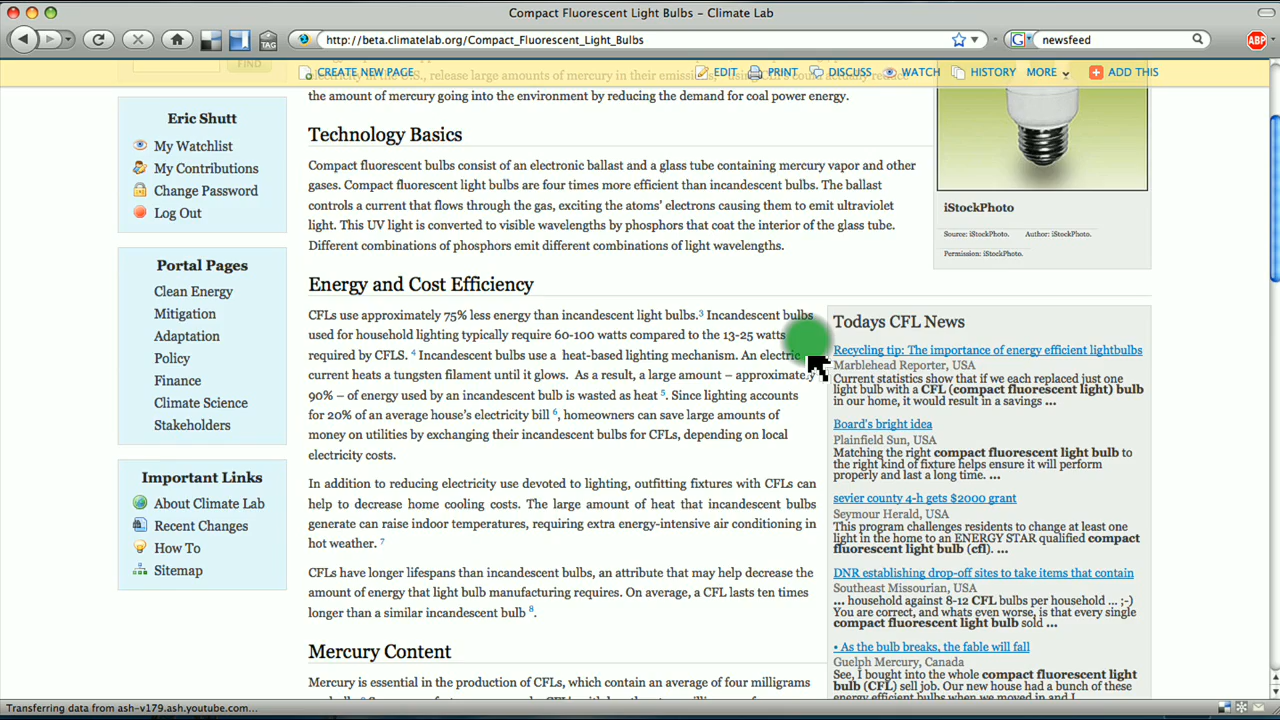 Compact Fluorescent Light Bulbs – Climate Lab
http://beta.climatelab.org/Compact_Fluorescent_Light_Bulbs
newsfeed
ABP
TAG
FIND
CREATE NEW PAGE
EDIT
PRINT
DISCUSS
WATCH
HISTORY
MORE
ADD THIS
Eric Shutt
My Watchlist
My Contributions
Change Password
Log Out
Portal Pages
Clean Energy
Mitigation
Adaptation
Policy
Finance
Climate Science
Stakeholders
Important Links
About Climate Lab
Recent Changes
How To
Sitemap
release large amounts of mercury in their
the amount of mercury going into the environment by reducing the demand for coal power energy.
Technology Basics
Compact fluorescent bulbs consist of an electronic ballast and a glass tube containing mercury vapor and other
gases. Compact fluorescent light bulbs are four times more efficient than incandescent bulbs. The ballast
controls a current that flows through the gas, exciting the atoms' electrons causing them to emit ultraviolet
light. This UV light is converted to visible wavelengths by phosphors that coat the interior of the glass tube.
Different combinations of phosphors emit different combinations of light wavelengths.
Energy and Cost Efficiency
CFLs use approximately 75% less energy than incandescent light bulbs.3 Incandescent bulbs
used for household lighting typically require 60-100 watts compared to the 13-25 watts
required by CFLS. 4 Incandescent bulbs use a heat-based lighting mechanism. An electric
current heats a tungsten filament until it glows. As a result, a large amount – approximately
90% – of energy used by an incandescent bulb is wasted as heat 5. Since lighting accounts
for 20% of an average house's electricity bill 6, homeowners can save large amounts of
money on utilities by exchanging their incandescent bulbs for CFLs, depending on local
electricity costs.
In addition to reducing electricity use devoted to lighting, outfitting fixtures with CFLs can
help to decrease home cooling costs. The large amount of heat that incandescent bulbs
generate can raise indoor temperatures, requiring extra energy-intensive air conditioning in
hot weather. 7
CFLs have longer lifespans than incandescent bulbs, an attribute that may help decrease the
amount of energy that light bulb manufacturing requires. On average, a CFL lasts ten times
longer than a similar incandescent bulb 8.
Mercury Content
Mercury is essential in the production of CFLs, which contain an average of four milligrams
iStockPhoto
Source: iStockPhoto. Author: iStockPhoto.
Permission: iStockPhoto.
Todays CFL News
Recycling tip: The importance of energy efficient lightbulbs
Marblehead Reporter, USA
Current statistics show that if we each replaced just one
light bulb with a CFL (compact fluorescent light) bulb
in our home, it would result in a savings ...
Board's bright idea
Plainfield Sun, USA
Matching the right compact fluorescent light bulb to
the right kind of fixture helps ensure it will perform
properly and last a long time. ...
sevier county 4-h gets $2000 grant
Seymour Herald, USA
This program challenges residents to change at least one
light in the home to an ENERGY STAR qualified compact
fluorescent light bulb (cfl). ...
DNR establishing drop-off sites to take items that contain
Southeast Missourian, USA
... household against 8-12 CFL bulbs per household ... ;-)
You are correct, and whats even worse, is that every single
compact fluorescent light bulb sold ...
• As the bulb breaks, the fable will fall
Guelph Mercury, Canada
See, I bought into the whole compact fluorescent light
bulb (CFL) sell job. Our new house had a bunch of these
energy efficient bulbs when we moved in and I
Transferring data from ash-v179.ash.youtube.com...